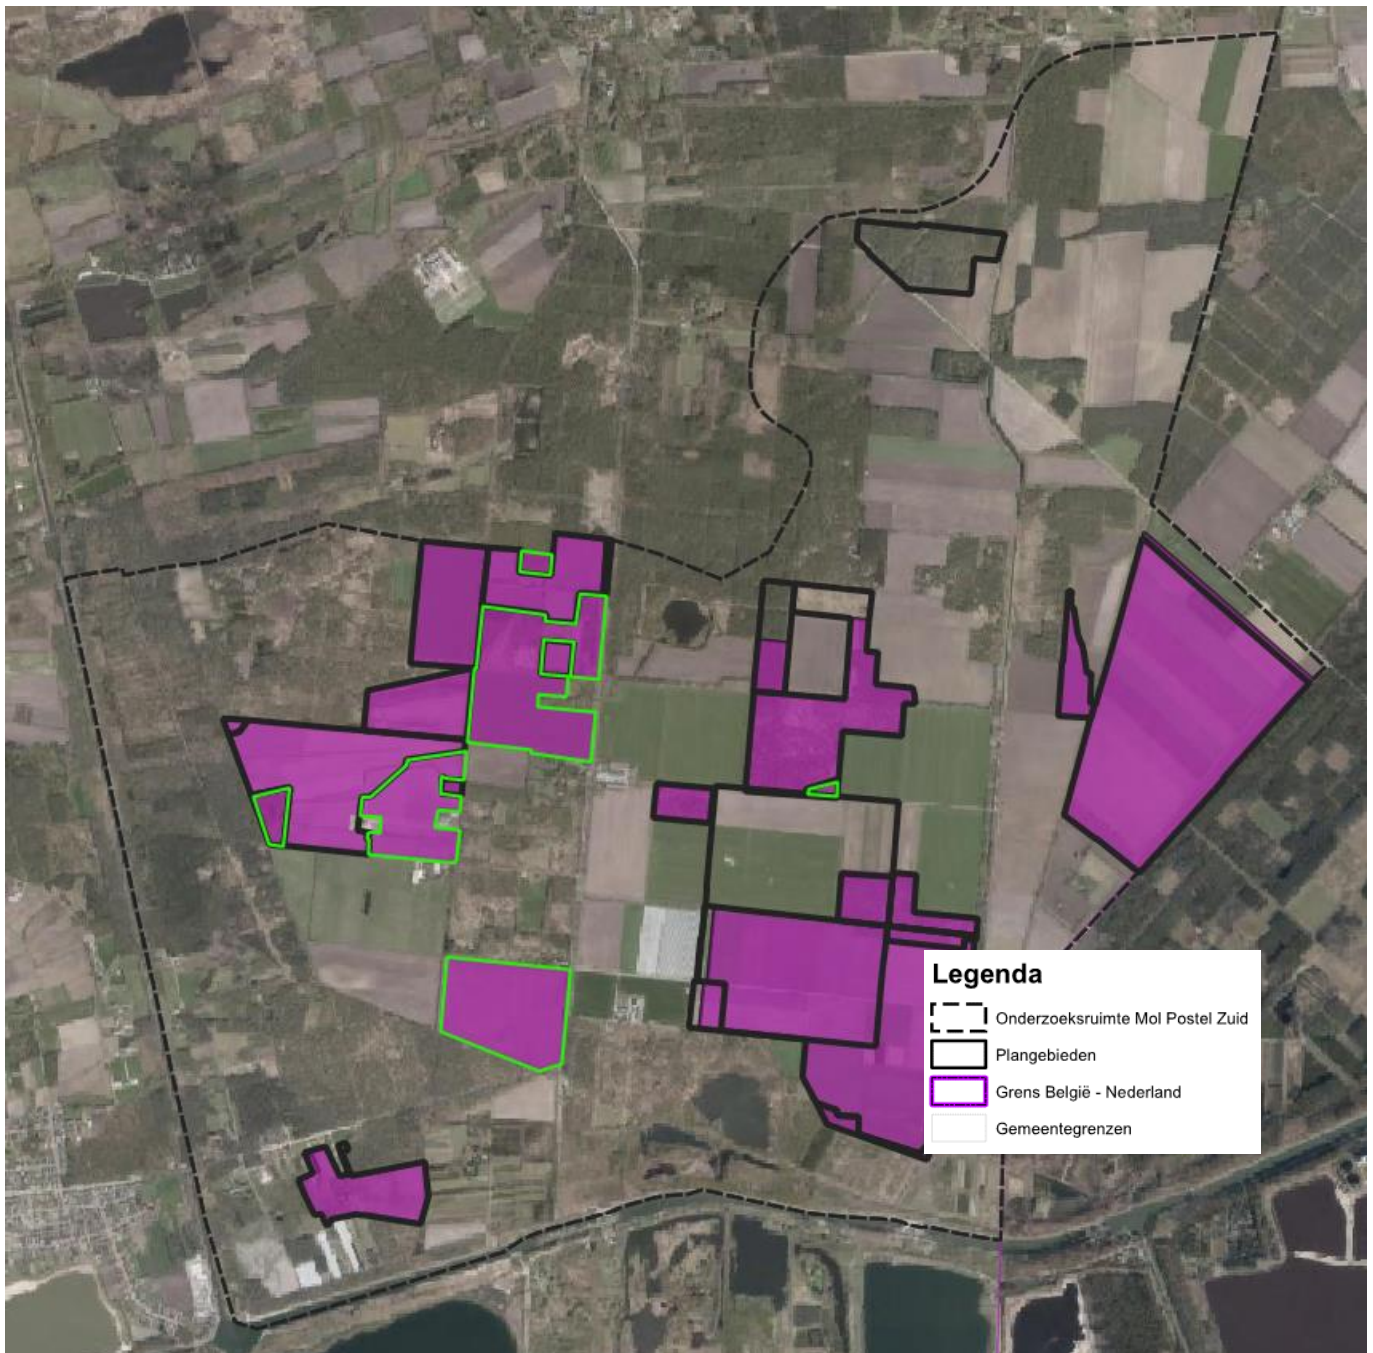 Legenda
Onderzoeksruimte Mol Postel Zuid
Plangebieden
Grens België - Nederland
Gemeentegrenzen